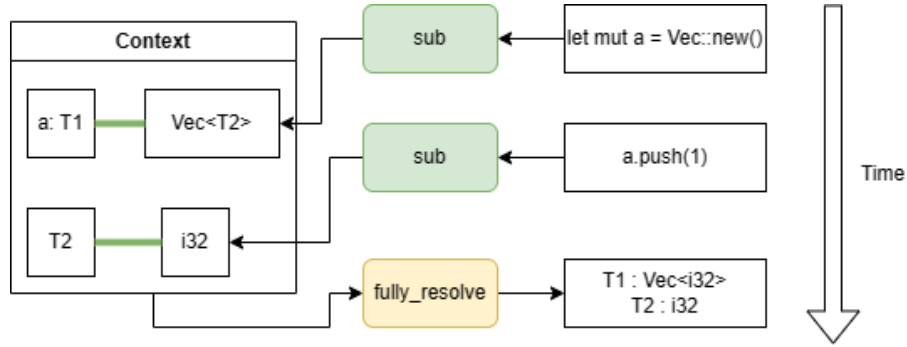 Context
sub
let mut a = Vec::new()
a: T1
Vec<T2>
sub
a.push(1)
Time
T2
i32
fully_resolve
T1 : Vec<i32>
T2 : i32